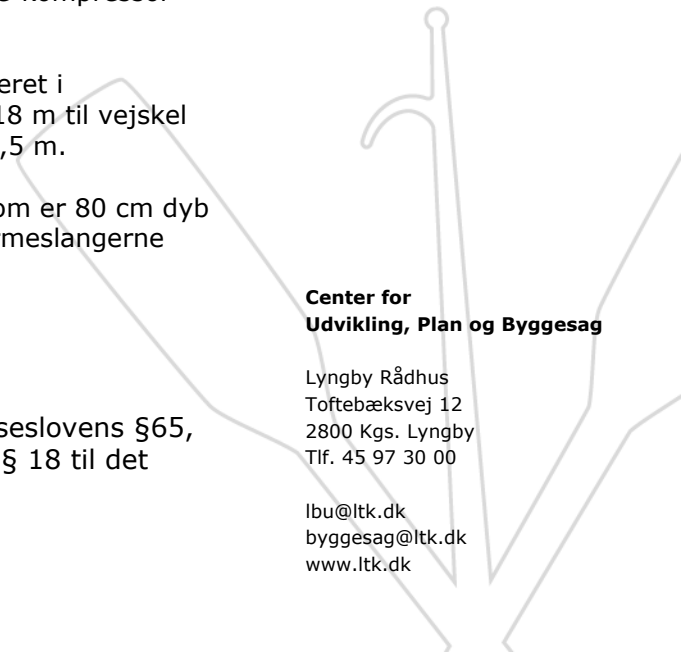 eret i
18 m til vejskel
,5 m.
om er 80 cm dyb
rmeslangerne
seslovens §65,
§ 18 til det
Center for
Udvikling, Plan og Byggesag
Lyngby Rådhus
Toftebæksvej 12
2800 Kgs. Lyngby
Tlf. 45 97 30 00
lbu@ltk.dk
byggesag@ltk.dk
www.ltk.dk